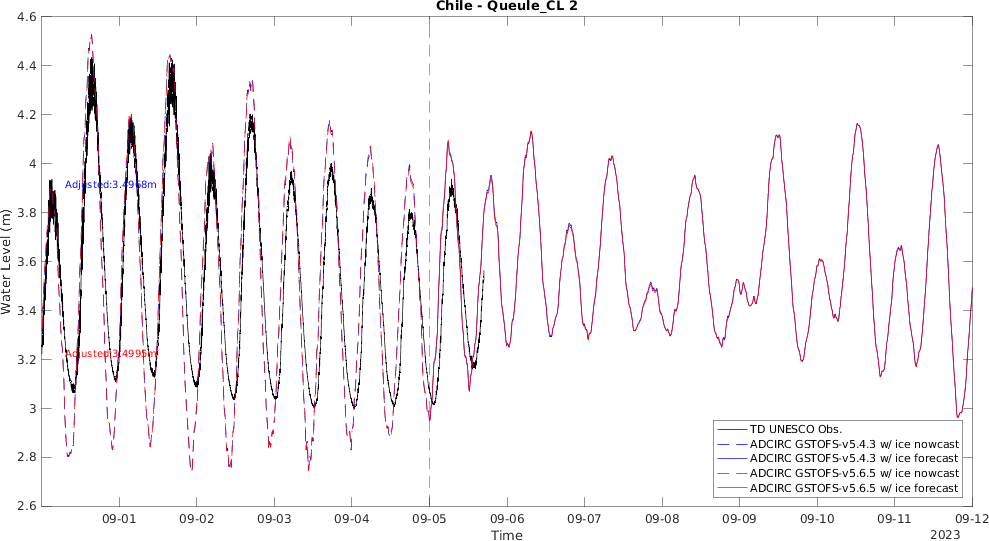 Chile - Queule_CL 2
4.6
4.4
4.2
4
3.8
3.6
3.4
3.2
3
2.8
2.6
Water Level (m)
Adjusted:3.4968m
Adjusted:3.4995m
TD UNESCO Obs.
ADCIRC GSTOFS-v5.4.3 w/ ice nowcast
ADCIRC GSTOFS-v5.4.3 w/ ice forecast
ADCIRC GSTOFS-v5.6.5 w/ ice nowcast
ADCIRC GSTOFS-v5.6.5 w/ ice forecast
09-01 09-02 09-03 09-04 09-05 09-06 09-07 09-08 09-09 09-10 09-11 09-12
Time
2023